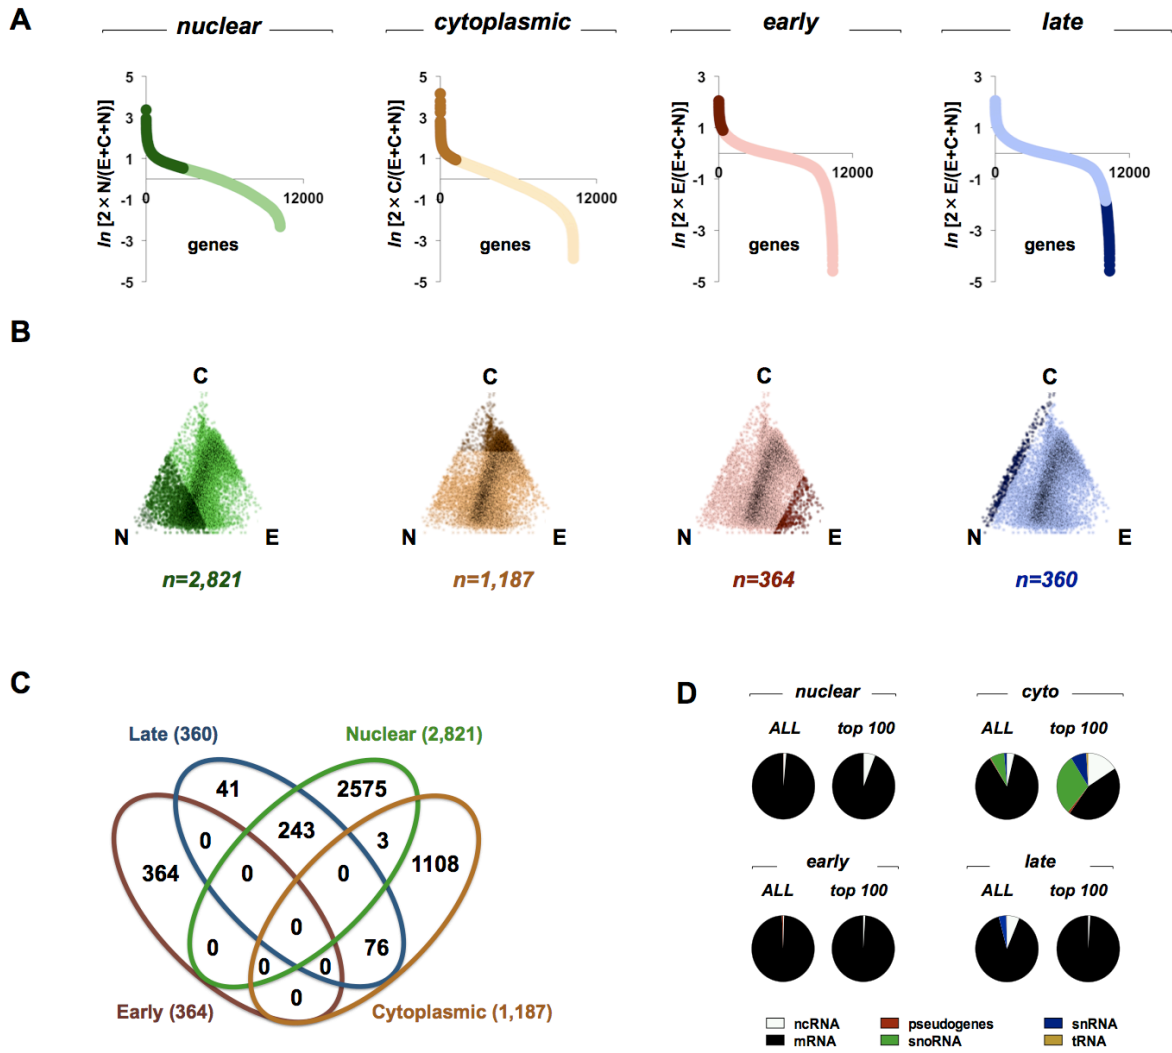 A
nuclear
cytoplasmic
early
late
ln [2 × N/(E+C+N)]
5
3
1
-1
-3
-5
0
12000
genes
ln [2 × C/(E+C+N)]
5
3
1
-1
-3
-5
0
12000
genes
ln [2 × E/(E+C+N)]
3
1
-1
-3
-5
0
12000
genes
ln [2 × E/(E+C+N)]
3
1
-1
-3
-5
0
12000
genes
B
C
N
E
n=2,821
C
N
E
n=1,187
C
N
E
n=364
C
N
E
n=360
C
Late (360)
Nuclear (2,821)
41
2575
0
243
3
364
0
0
1108
0
0
76
0
0
0
Early (364)
Cytoplasmic (1,187)
D
nuclear
ALL
top 100
cyto
ALL
top 100
early
ALL
top 100
late
ALL
top 100
ncRNA
pseudogenes
snRNA
mRNA
snoRNA
tRNA